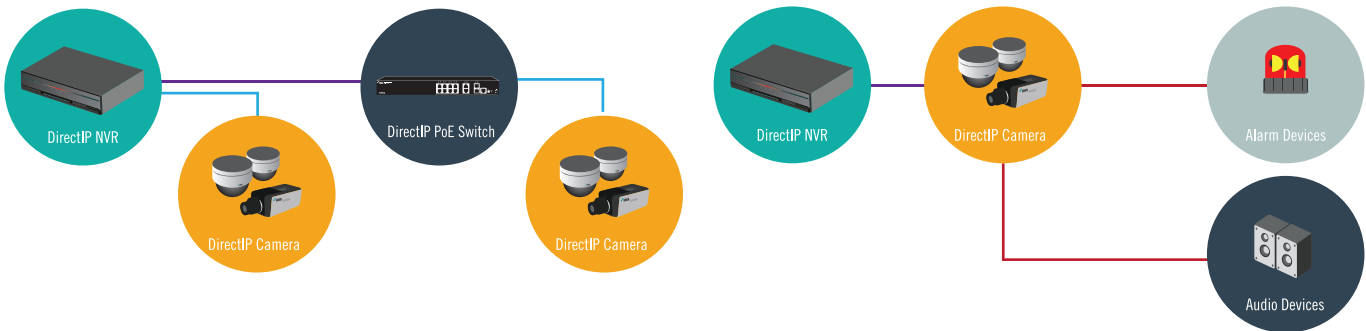 DirectIP NVR
DirectIP PoE Switch
DirectIP Camera
DirectIP Camera
DirectIP NVR
DirectIP Camera
Alarm Devices
Audio Devices